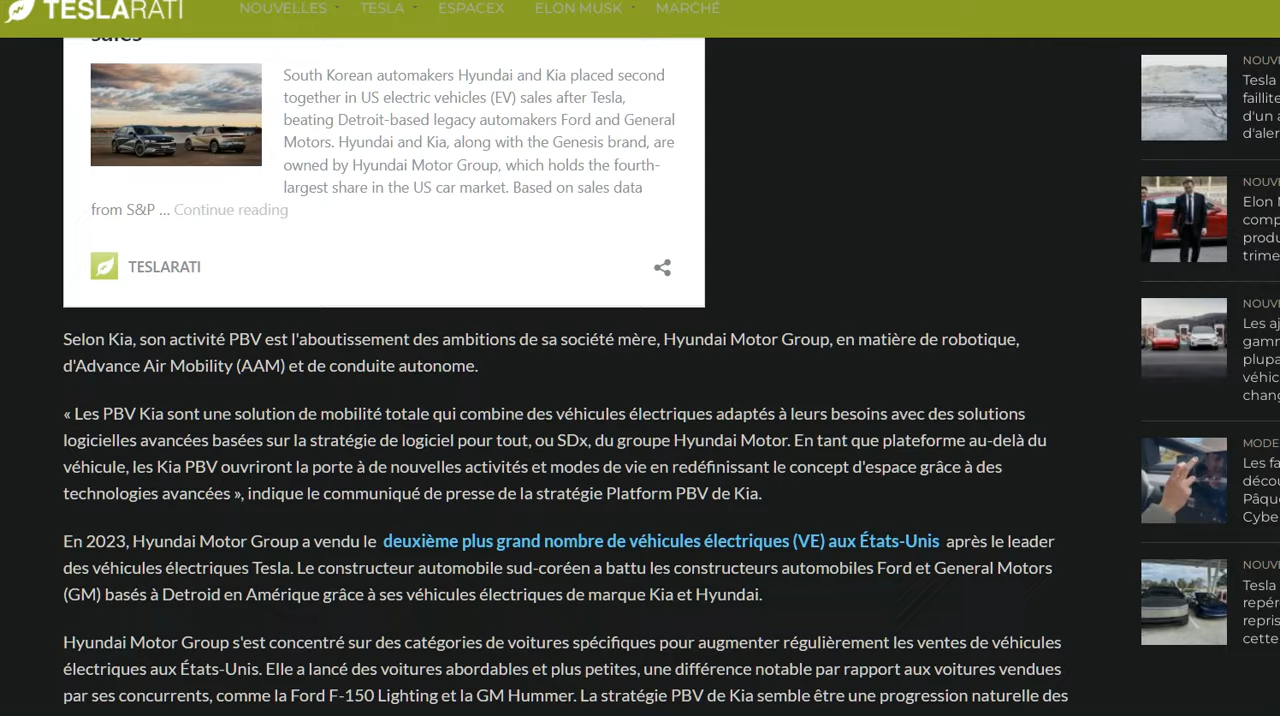 TESLARATI
NOUVELLES
TESLA
ESPACEX
ELON MUSK
MARCHÉ
sales
South Korean automakers Hyundai and Kia placed second
together in US electric vehicles (EV) sales after Tesla,
beating Detroit-based legacy automakers Ford and General
Motors. Hyundai and Kia, along with the Genesis brand, are
owned by Hyundai Motor Group, which holds the fourth-
largest share in the US car market. Based on sales data
from S&P ... Continue reading
TESLARATI
Selon Kia, son activité PBV est l'aboutissement des ambitions de sa société mère, Hyundai Motor Group, en matière de robotique,
d'Advance Air Mobility (AAM) et de conduite autonome.
« Les PBV Kia sont une solution de mobilité totale qui combine des véhicules électriques adaptés à leurs besoins avec des solutions
logicielles avancées basées sur la stratégie de logiciel pour tout, ou SDx, du groupe Hyundai Motor. En tant que plateforme au-delà du
véhicule, les Kia PBV ouvriront la porte à de nouvelles activités et modes de vie en redéfinissant le concept d'espace grâce à des
technologies avancées », indique le communiqué de presse de la stratégie Platform PBV de Kia.
En 2023, Hyundai Motor Group a vendu le deuxième plus grand nombre de véhicules électriques (VE) aux États-Unis après le leader
des véhicules électriques Tesla. Le constructeur automobile sud-coréen a battu les constructeurs automobiles Ford et General Motors
(GM) basés à Detroid en Amérique grâce à ses véhicules électriques de marque Kia et Hyundai.
Hyundai Motor Group s'est concentré sur des catégories de voitures spécifiques pour augmenter régulièrement les ventes de véhicules
électriques aux États-Unis. Elle a lancé des voitures abordables et plus petites, une différence notable par rapport aux voitures vendues
par ses concurrents, comme la Ford F-150 Lighting et la GM Hummer. La stratégie PBV de Kia semble être une progression naturelle des
NOUV
Tesla
faillite
d'un a
d'aler
NOUV
Elon M
comp
produ
trime
NOUV
Les aj
gamm
plupa
véhic
chang
MODE
Les fa
décou
Pâque
Cyber
NOUV
Tesla
repér
repris
cette